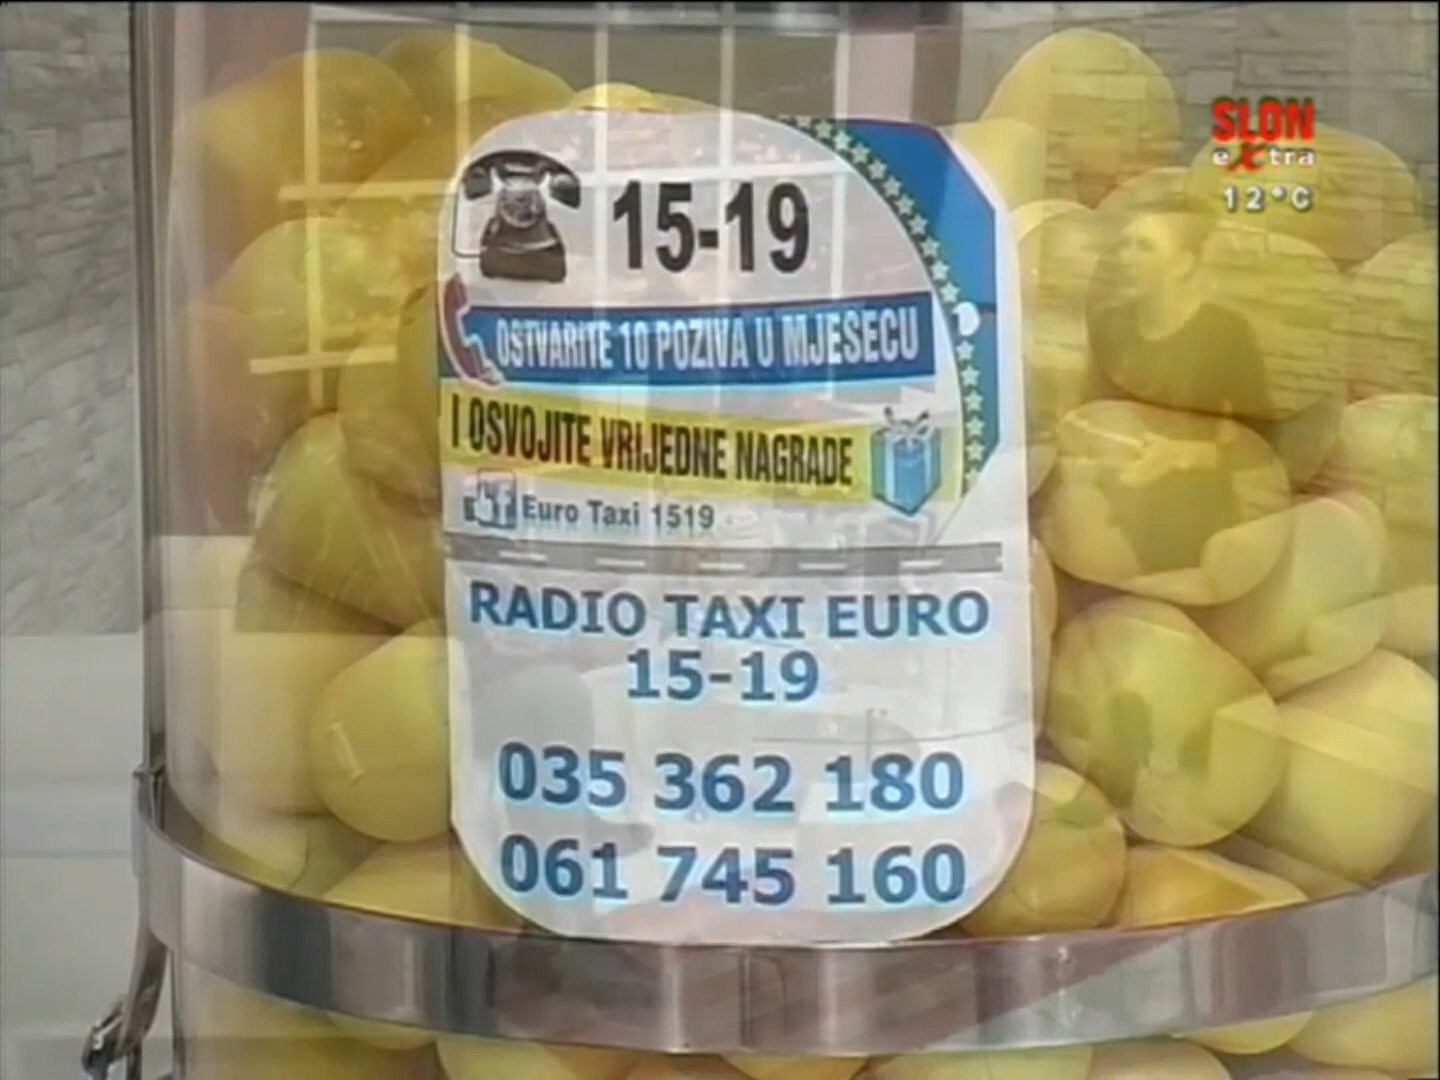 SLON
eXtra
12°C
15-19
OSTVARITE 10 POZIVA U MJESECU
I OSVOJITE VRIJEDNE NAGRADE
Euro Taxi 1519
RADIO TAXI EURO
15-19
035 362 180
061 745 160